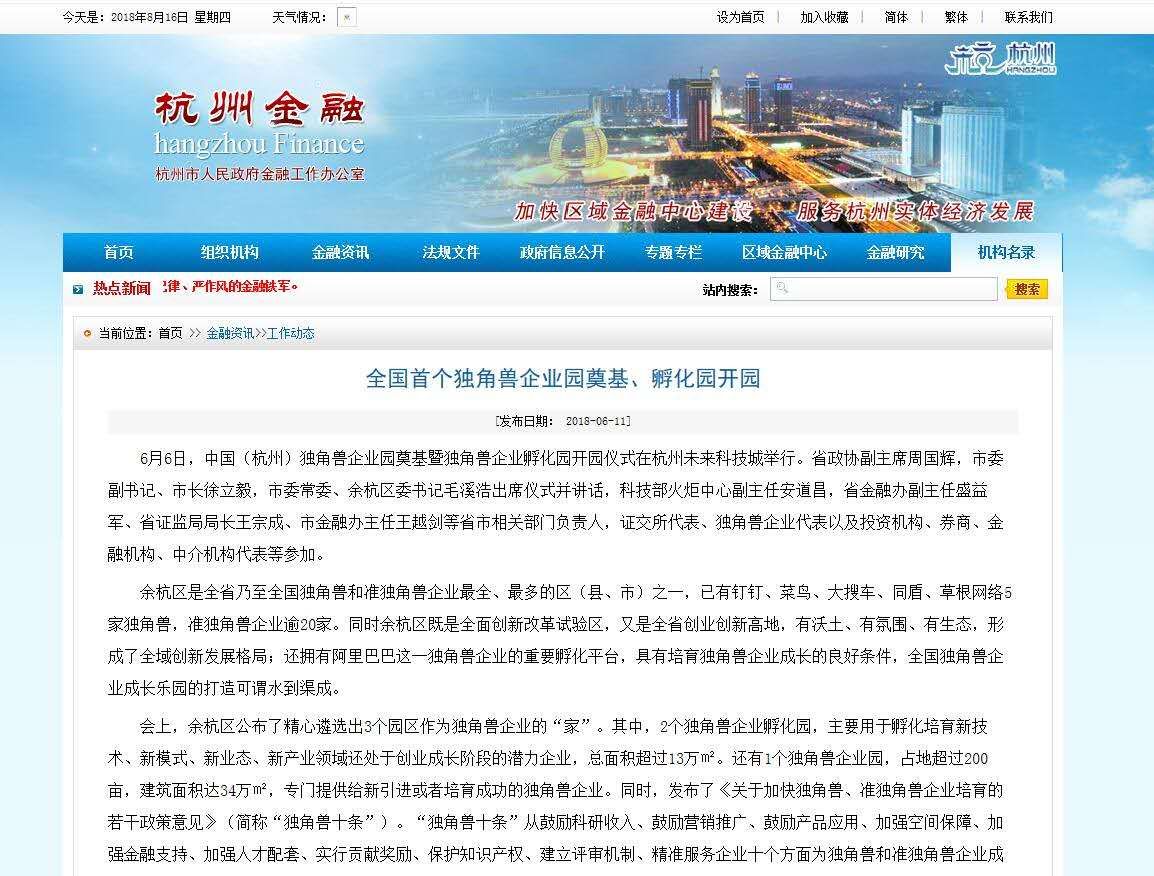 今天是：2018年8月16日 星期四 天气情况： 设为首页 | 加入收藏 | 简体 | 繁体 | 联系我们
杭州
HANGZHOU
杭州金融
hangzhou Finance
杭州市人民政府金融工作办公室
加快区域金融中心建设 服务杭州实体经济发展
首页 组织机构 金融资讯 法规文件 政府信息公开 专题专栏 区域金融中心 金融研究 机构名录
热点新闻 律、严作风的金融铁军。 站内搜索： 搜索
当前位置：首页 >> 金融资讯>>工作动态
全国首个独角兽企业园奠基、孵化园开园
[发布日期： 2018-06-11]
6月6日，中国（杭州）独角兽企业园奠基暨独角兽企业孵化园开园仪式在杭州未来科技城举行。省政协副主席周国辉，市委
副书记、市长徐立毅，市委常委、余杭区委书记毛溪浩出席仪式并讲话，科技部火炬中心副主任安道昌，省金融办副主任盛益
军、省证监局局长王宗成、市金融办主任王越剑等省市相关部门负责人，证交所代表、独角兽企业代表以及投资机构、券商、金
融机构、中介机构代表等参加。
余杭区是全省乃至全国独角兽和准独角兽企业最全、最多的区（县、市）之一，已有钉钉、菜鸟、大搜车、同盾、草根网络5
家独角兽，准独角兽企业逾20家。同时余杭区既是全面创新改革试验区，又是全省创业创新高地，有沃土、有氛围、有生态，形
成了全域创新发展格局；还拥有阿里巴巴这一独角兽企业的重要孵化平台，具有培育独角兽企业成长的良好条件，全国独角兽企
业成长乐园的打造可谓水到渠成。
会上，余杭区公布了精心遴选出3个园区作为独角兽企业的“家”。其中，2个独角兽企业孵化园，主要用于孵化培育新技
术、新模式、新业态、新产业领域还处于创业成长阶段的潜力企业，总面积超过13万㎡。还有1个独角兽企业园，占地超过200
亩，建筑面积达34万㎡，专门提供给新引进或者培育成功的独角兽企业。同时，发布了《关于加快独角兽、准独角兽企业培育的
若干政策意见》（简称“独角兽十条”）。“独角兽十条”从鼓励科研收入、鼓励营销推广、鼓励产品应用、加强空间保障、加
强金融支持、加强人才配套、实行贡献奖励、保护知识产权、建立评审机制、精准服务企业十个方面为独角兽和准独角兽企业成